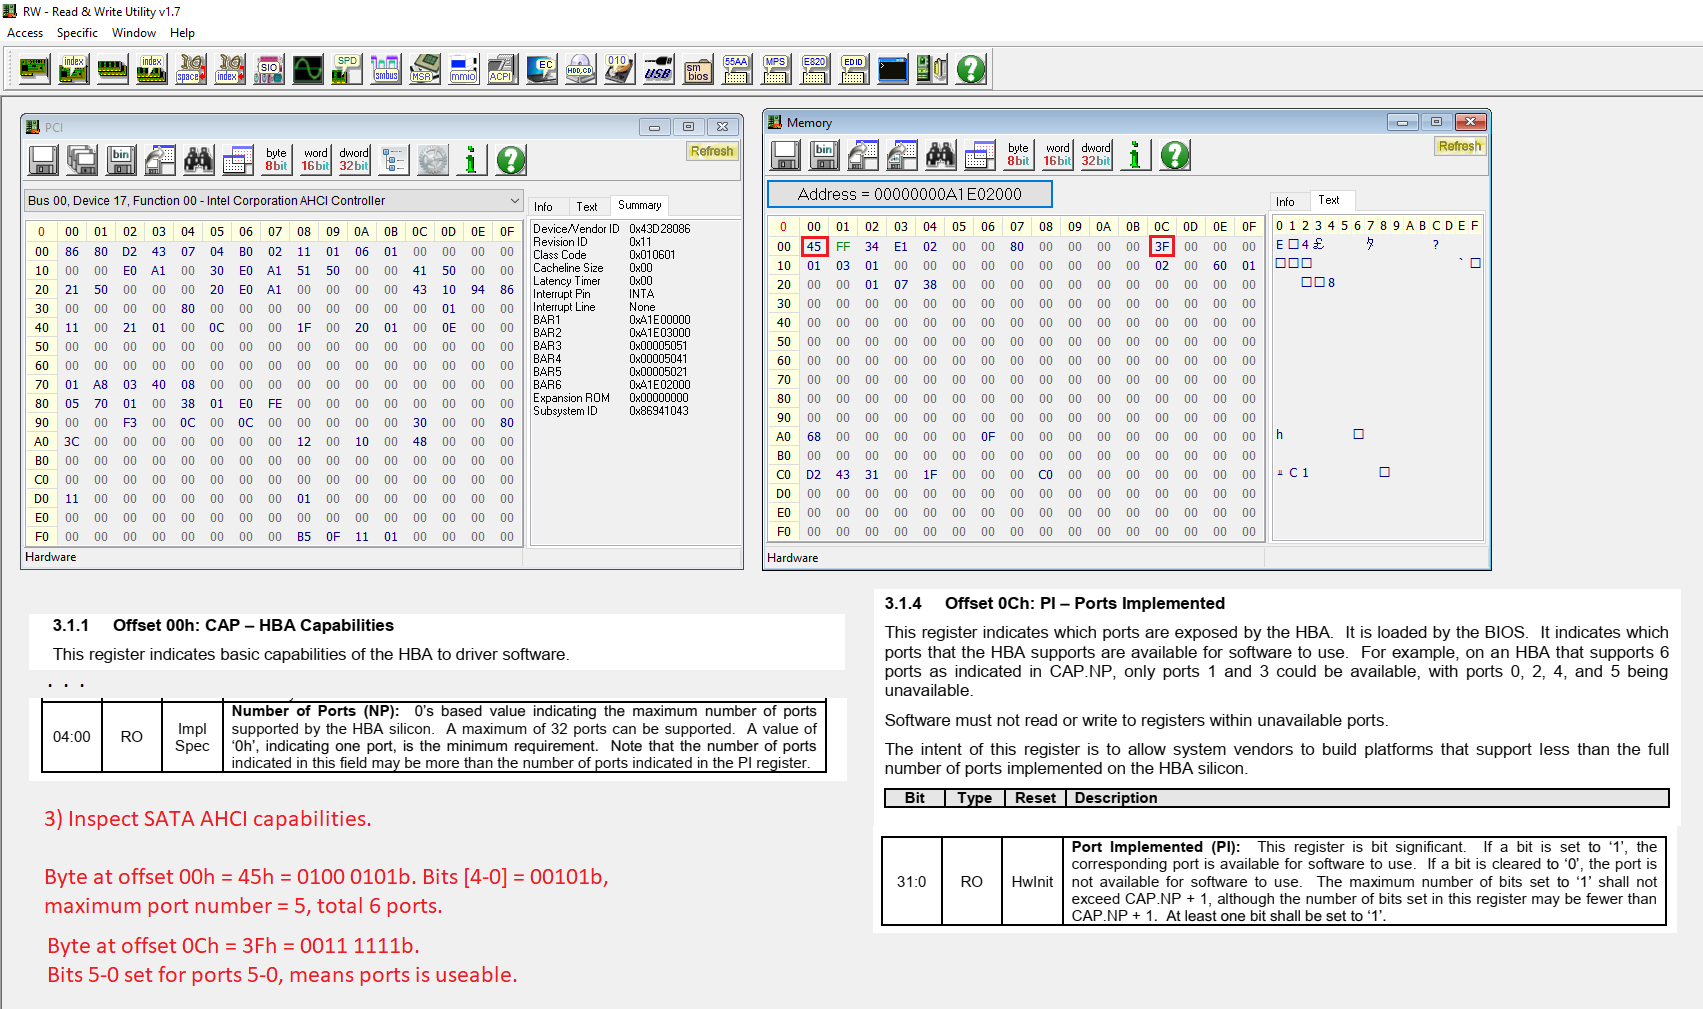 RW - Read & Write Utility v1.7
Access Specific Window Help
index index space index SIO SPD smbus MSR mmio ACPI EC HDD,CD 010 USB sm bios 55AA MPS E820 EDID
PCI
bin byte 8bit word 16bit dword 32bit Refresh
Bus 00, Device 17, Function 00 - Intel Corporation AHCI Controller
Info Text Summary
0 00 01 02 03 04 05 06 07 08 09 0A 0B 0C 0D 0E 0F
00 86 80 D2 43 07 04 B0 02 11 01 06 01 00 00 00 00
10 00 00 E0 A1 00 30 E0 A1 51 50 00 00 41 50 00 00
20 21 50 00 00 00 20 E0 A1 00 00 00 00 43 10 94 86
30 00 00 00 00 80 00 00 00 00 00 00 00 00 01 00 00
40 11 00 21 01 00 0C 00 00 1F 00 20 01 00 0E 00 00
50 00 00 00 00 00 00 00 00 00 00 00 00 00 00 00 00
60 00 00 00 00 00 00 00 00 00 00 00 00 00 00 00 00
70 01 A8 03 40 08 00 00 00 00 00 00 00 00 00 00 00
80 05 70 01 00 38 01 E0 FE 00 00 00 00 00 00 00 00
90 00 00 F3 00 0C 00 0C 00 00 00 00 00 30 00 00 80
A0 3C 00 00 00 00 00 00 00 12 00 10 00 48 00 00 00
B0 00 00 00 00 00 00 00 00 00 00 00 00 00 00 00 00
C0 00 00 00 00 00 00 00 00 00 00 00 00 00 00 00 00
D0 11 00 00 00 00 00 00 00 01 00 00 00 00 00 00 00
E0 00 00 00 00 00 00 00 00 00 00 00 00 00 00 00 00
F0 00 00 00 00 00 00 00 00 B5 0F 11 01 00 00 00 00
Device/Vendor ID 0x43D28086
Revision ID 0x11
Class Code 0x010601
Cacheline Size 0x00
Latency Timer 0x00
Interrupt Pin INTA
Interrupt Line None
BAR1 0xA1E00000
BAR2 0xA1E03000
BAR3 0x00005051
BAR4 0x00005041
BAR5 0x00005021
BAR6 0xA1E02000
Expansion ROM 0x00000000
Subsystem ID 0x86941043
Hardware
Memory
bin byte 8bit word 16bit dword 32bit Refresh
Address = 00000000A1E02000
Info Text
0 00 01 02 03 04 05 06 07 08 09 0A 0B 0C 0D 0E 0F
00 45 FF 34 E1 02 00 00 80 00 00 00 00 3F 00 00 00
10 01 03 01 00 00 00 00 00 00 00 00 00 02 00 60 01
20 00 00 01 07 38 00 00 00 00 00 00 00 00 00 00 00
30 00 00 00 00 00 00 00 00 00 00 00 00 00 00 00 00
40 00 00 00 00 00 00 00 00 00 00 00 00 00 00 00 00
50 00 00 00 00 00 00 00 00 00 00 00 00 00 00 00 00
60 00 00 00 00 00 00 00 00 00 00 00 00 00 00 00 00
70 00 00 00 00 00 00 00 00 00 00 00 00 00 00 00 00
80 00 00 00 00 00 00 00 00 00 00 00 00 00 00 00 00
90 00 00 00 00 00 00 00 00 00 00 00 00 00 00 00 00
A0 68 00 00 00 00 00 0F 00 00 00 00 00 00 00 00 00
B0 00 00 00 00 00 00 00 00 00 00 00 00 00 00 00 00
C0 D2 43 31 00 1F 00 00 00 C0 00 00 00 00 00 00 00
D0 00 00 00 00 00 00 00 00 00 00 00 00 00 00 00 00
E0 00 00 00 00 00 00 00 00 00 00 00 00 00 00 00 00
F0 00 00 00 00 00 00 00 00 00 00 00 00 00 00 00 00
0 1 2 3 4 5 6 7 8 9 A B C D E F
E □ 4 ?
□ □ □ ` □
□ □ 8
h □
C 1 □
Hardware
3.1.1 Offset 00h: CAP – HBA Capabilities
This register indicates basic capabilities of the HBA to driver software.
. . .
04:00 RO Impl Spec
Number of Ports (NP): 0's based value indicating the maximum number of ports
supported by the HBA silicon. A maximum of 32 ports can be supported. A value of
‘0h’, indicating one port, is the minimum requirement. Note that the number of ports
indicated in this field may be more than the number of ports indicated in the PI register.
3) Inspect SATA AHCI capabilities.
Byte at offset 00h = 45h = 0100 0101b. Bits [4-0] = 00101b,
maximum port number = 5, total 6 ports.
Byte at offset 0Ch = 3Fh = 0011 1111b.
Bits 5-0 set for ports 5-0, means ports is useable.
3.1.4 Offset 0Ch: PI – Ports Implemented
This register indicates which ports are exposed by the HBA. It is loaded by the BIOS. It indicates which
ports that the HBA supports are available for software to use. For example, on an HBA that supports 6
ports as indicated in CAP.NP, only ports 1 and 3 could be available, with ports 0, 2, 4, and 5 being
unavailable.
Software must not read or write to registers within unavailable ports.
The intent of this register is to allow system vendors to build platforms that support less than the full
number of ports implemented on the HBA silicon.
Bit Type Reset Description
31:0 RO HwInit
Port Implemented (PI): This register is bit significant. If a bit is set to ‘1’, the
corresponding port is available for software to use. If a bit is cleared to ‘0’, the port is
not available for software to use. The maximum number of bits set to ‘1’ shall not
exceed CAP.NP + 1, although the number of bits set in this register may be fewer than
CAP.NP + 1. At least one bit shall be set to ‘1’.